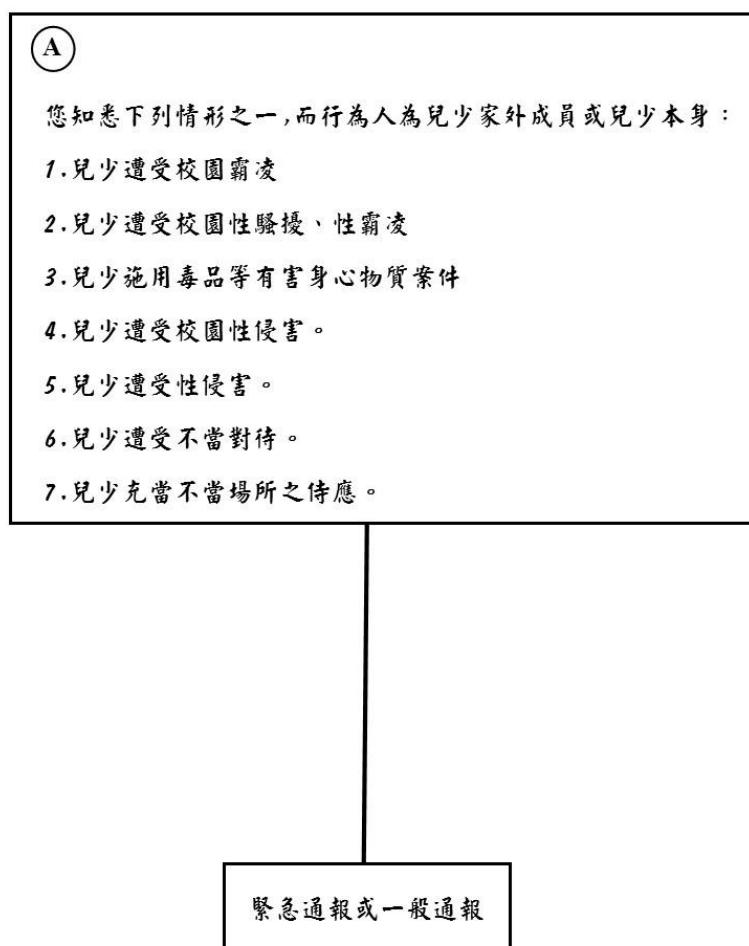 A
您知悉下列情形之一,而行為人為兒少家外成員或兒少本身：
1.兒少遭受校園霸凌
2.兒少遭受校園性騷擾、性霸凌
3.兒少施用毒品等有害身心物質案件
4.兒少遭受校園性侵害。
5.兒少遭受性侵害。
6.兒少遭受不當對待。
7.兒少充當不當場所之侍應。
緊急通報或一般通報